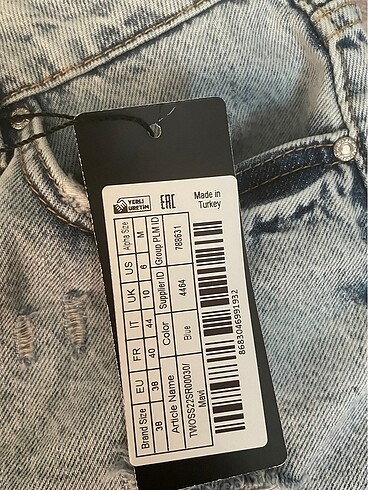 YERLİ
ÜRETİM
EAC
Made in
Turkey
Brand Size EU FR IT UK US Alpha Size
38 38 40 44 10 6 M
Article Name Color Supplier ID Group PLM ID
TWOSS22SR00030/
Mavi
Blue 4464 788631
8683046991932